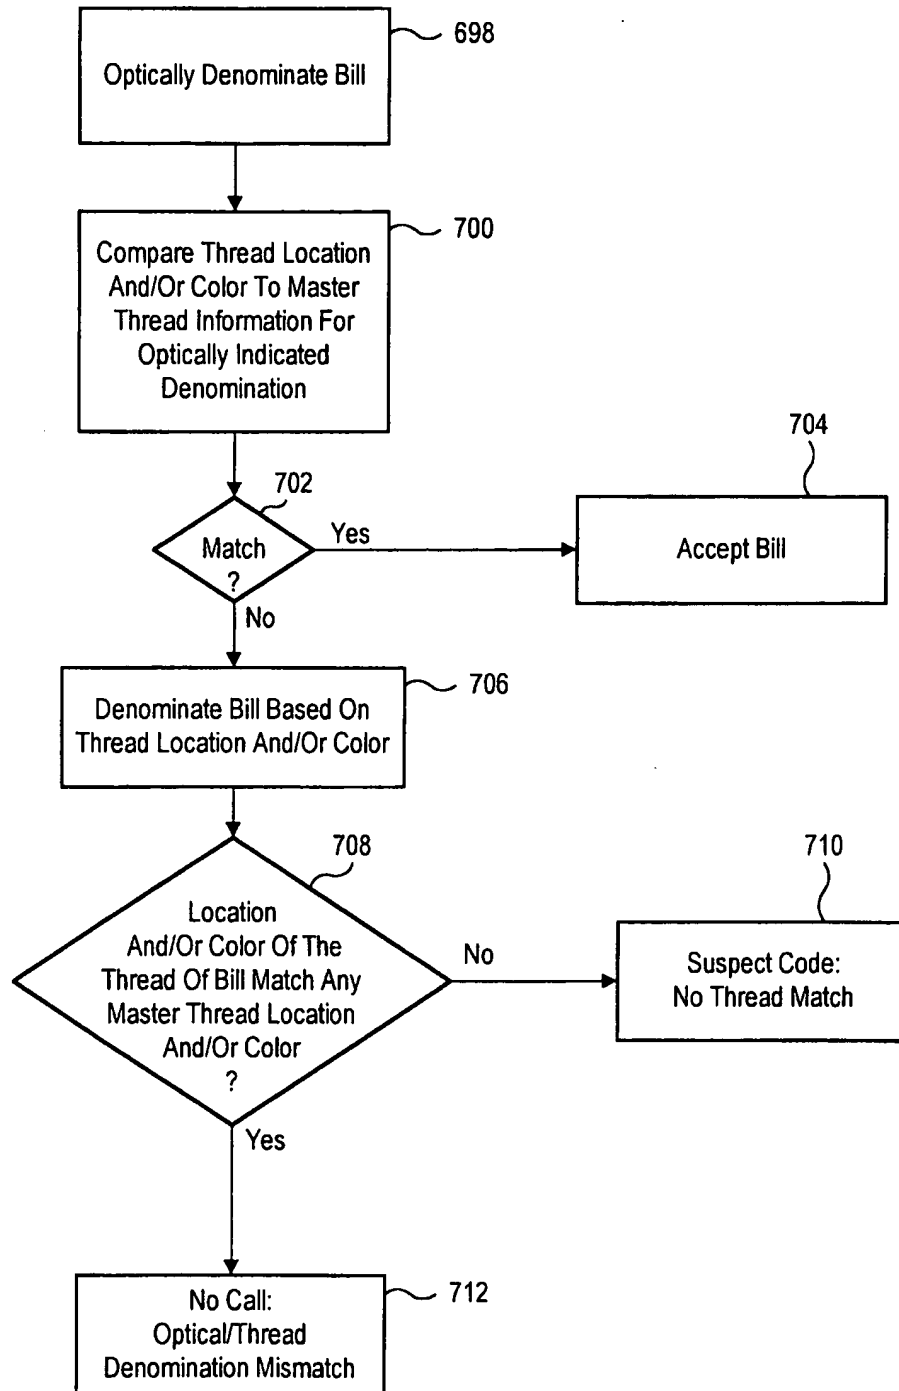 698
Optically Denominate Bill
700
Compare Thread Location
And/Or Color To Master
Thread Information For
Optically Indicated
Denomination
702
Match
?
Yes
704
Accept Bill
No
706
Denominate Bill Based On
Thread Location And/Or Color
708
Location
And/Or Color Of The
Thread Of Bill Match Any
Master Thread Location
And/Or Color
?
No
710
Suspect Code:
No Thread Match
Yes
712
No Call:
Optical/Thread
Denomination Mismatch